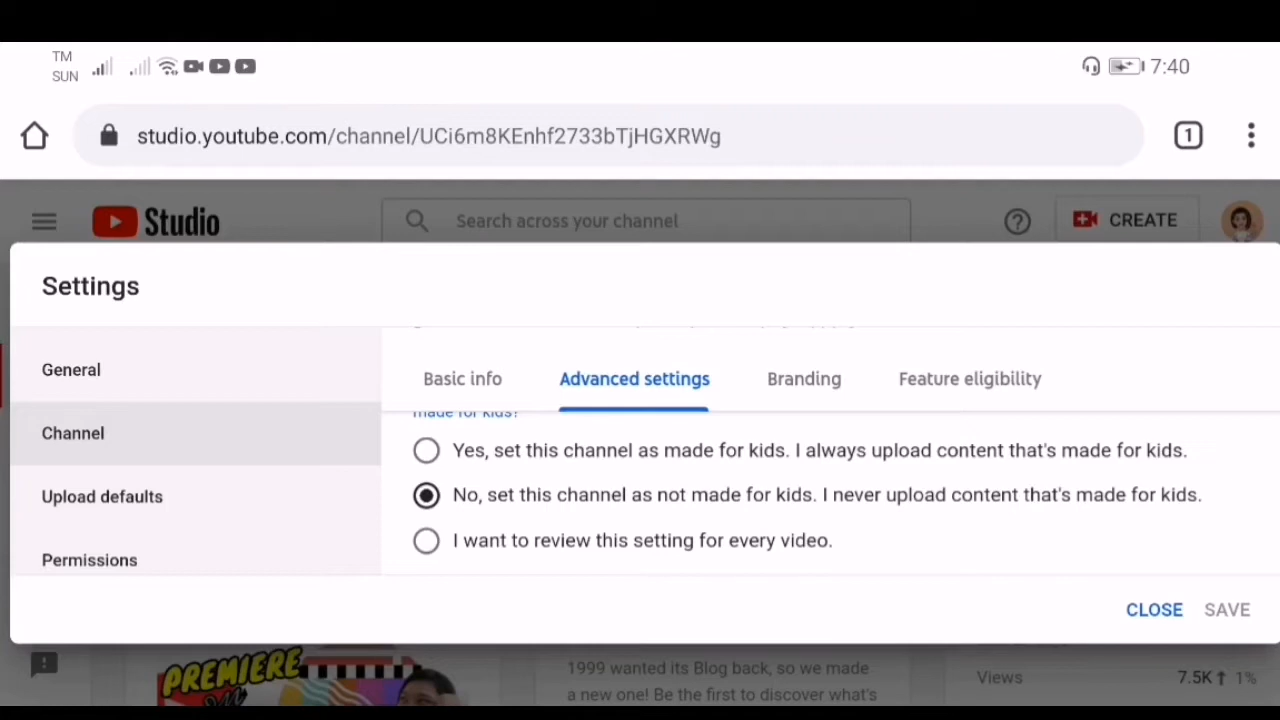 TM
SUN
7:40
studio.youtube.com/channel/UCi6m8KEnhf2733bTjHGXRWg
1
Studio
Search across your channel
CREATE
Settings
General
Channel
Upload defaults
Permissions
Basic info
Advanced settings
Branding
Feature eligibility
made for kids?
Yes, set this channel as made for kids. I always upload content that's made for kids.
No, set this channel as not made for kids. I never upload content that's made for kids.
I want to review this setting for every video.
CLOSE
SAVE
PREMIERE
1999 wanted its Blog back, so we made
a new one! Be the first to discover what's
Views
7.5K
1%